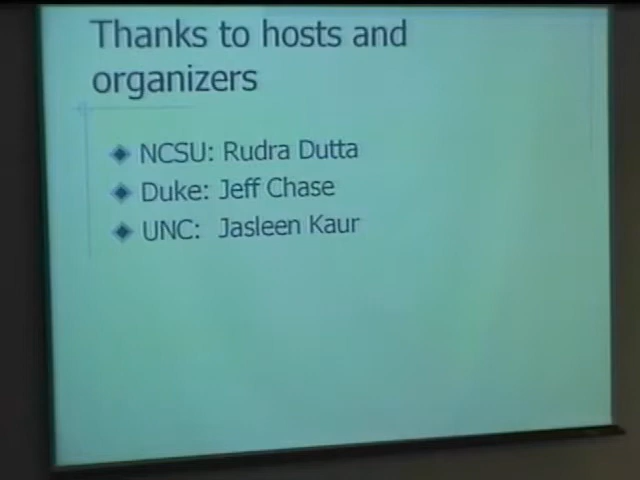 Thanks to hosts and
organizers
NCSU: Rudra Dutta
Duke: Jeff Chase
UNC: Jasleen Kaur